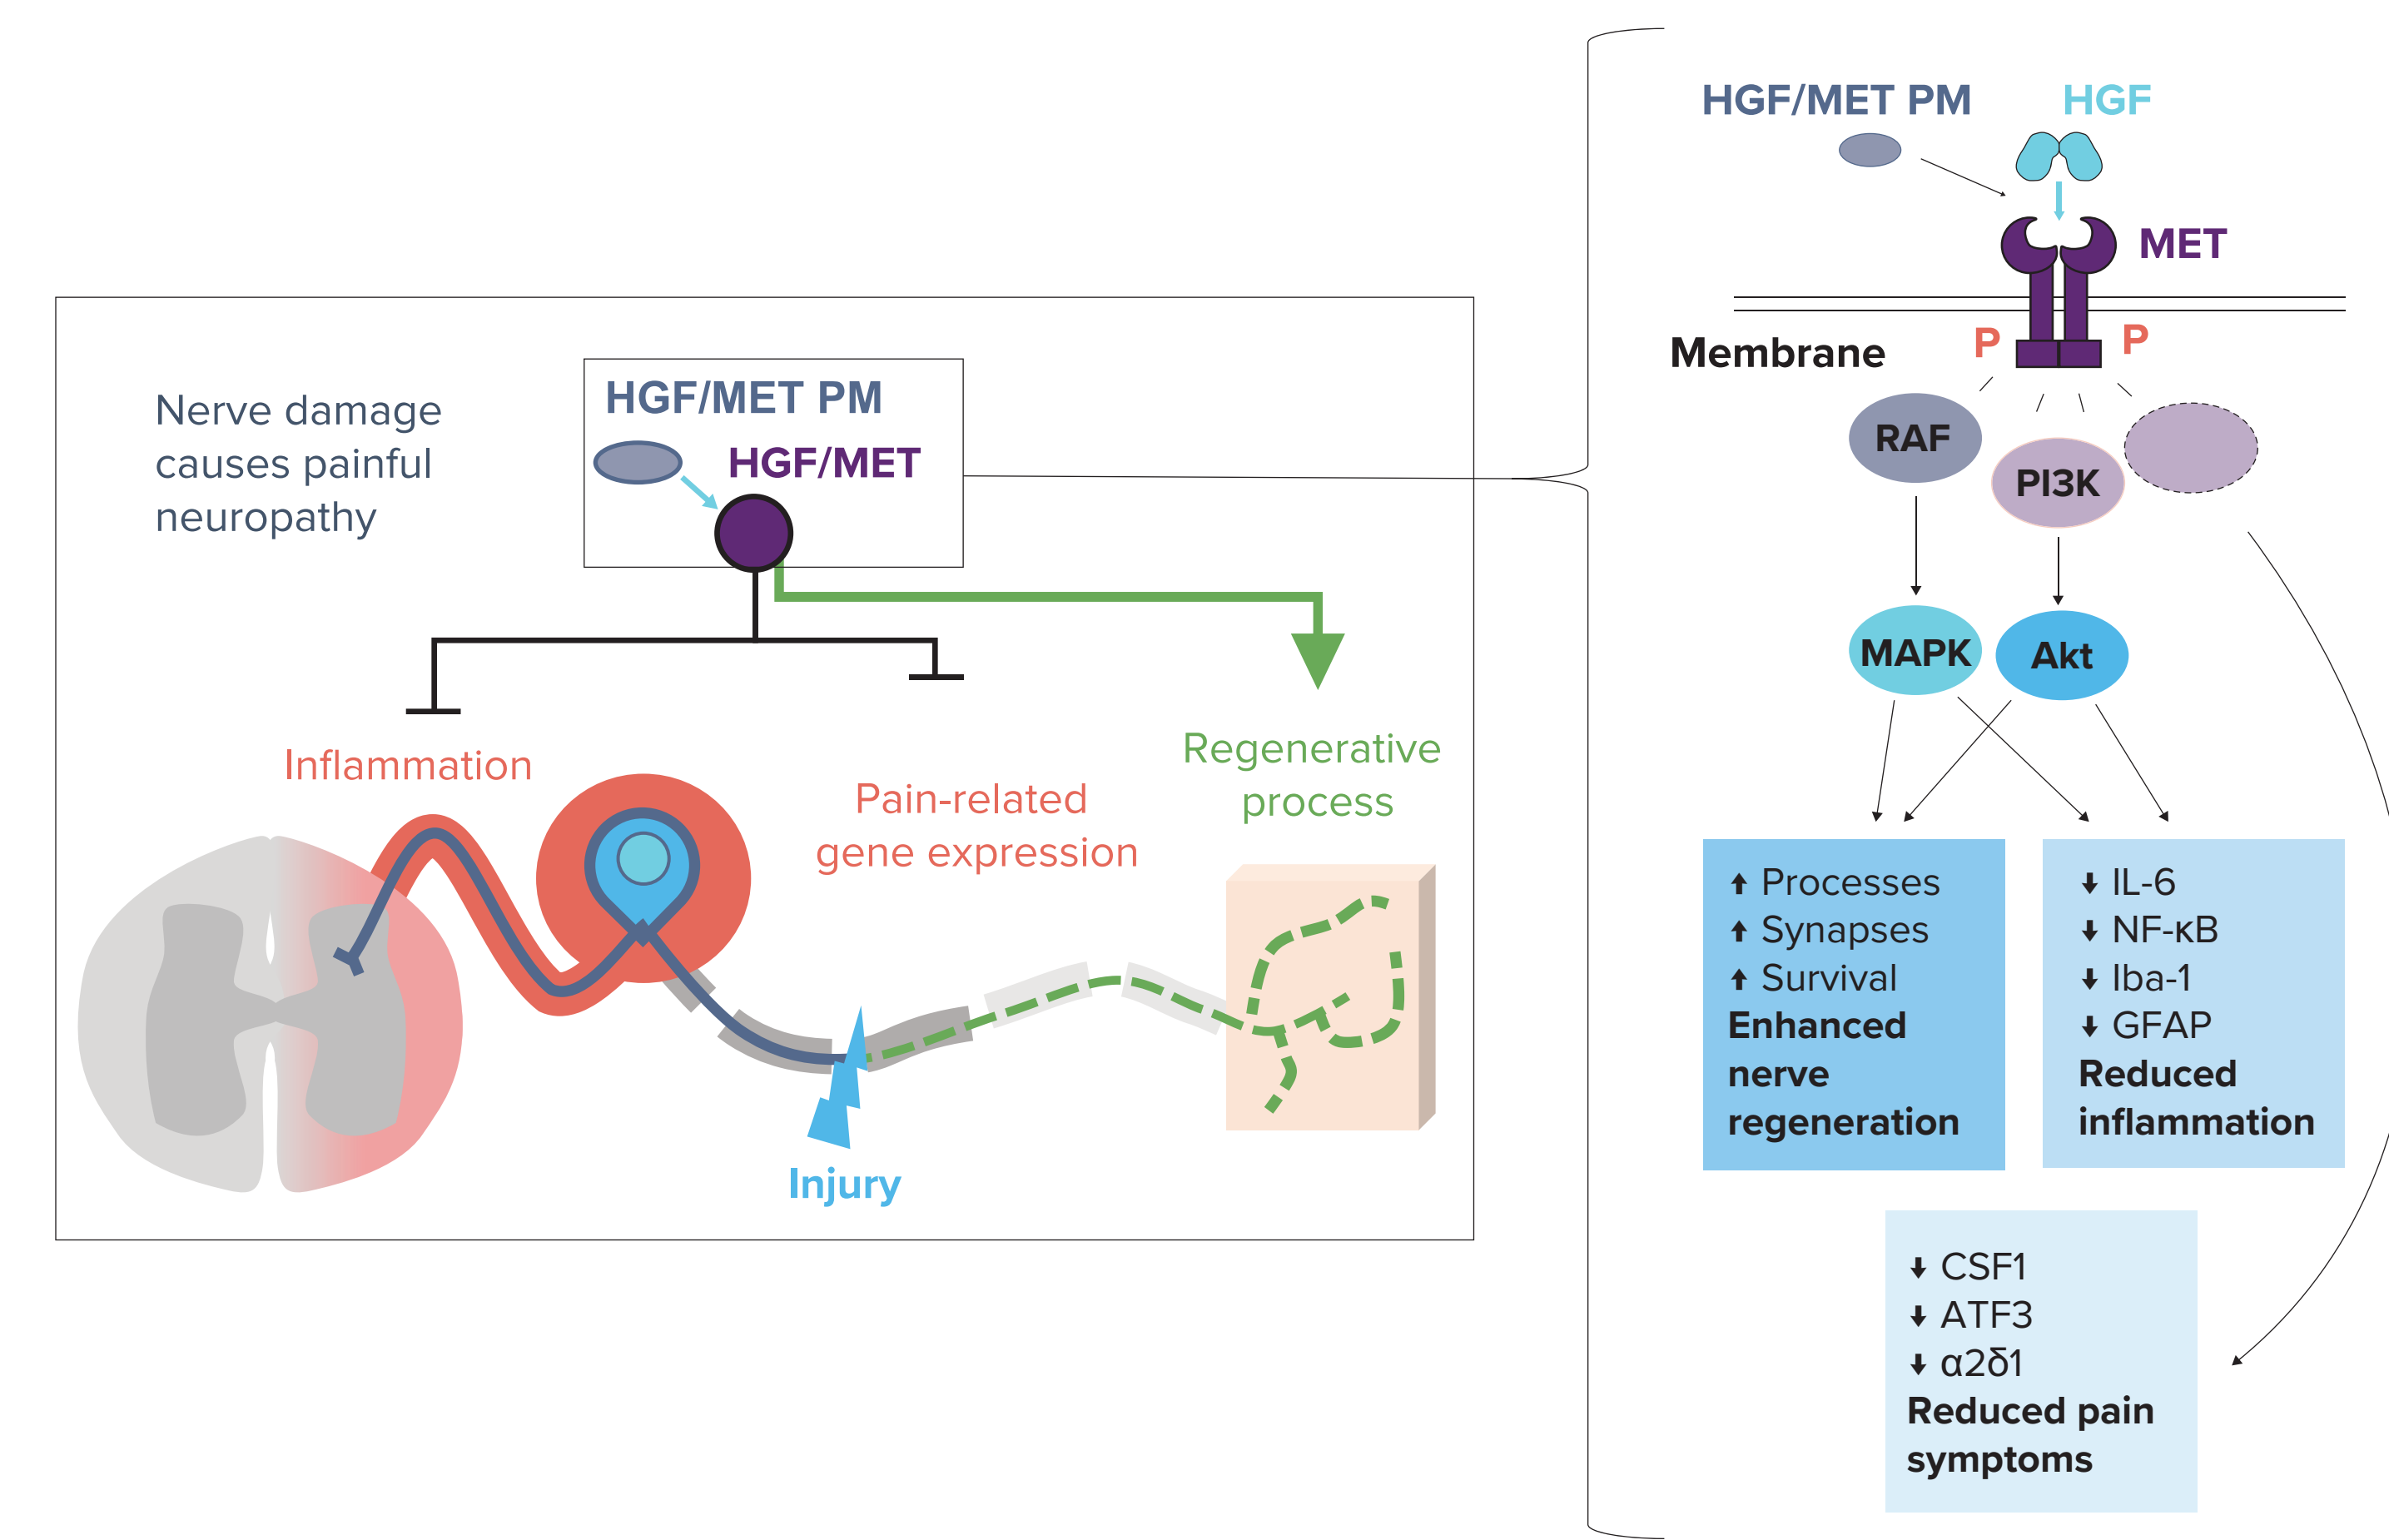 Nerve damage
causes painful
neuropathy
HGF/MET PM
HGF/MET
Inflammation
Pain-related
gene expression
Regenerative
process
Injury
HGF/MET PM
HGF
MET
Membrane
P
P
RAF
PI3K
MAPK
Akt
Processes
Synapses
Survival
Enhanced
nerve
regeneration
IL-6
NF-κB
Iba-1
GFAP
Reduced
inflammation
CSF1
ATF3
α2δ1
Reduced pain
symptoms